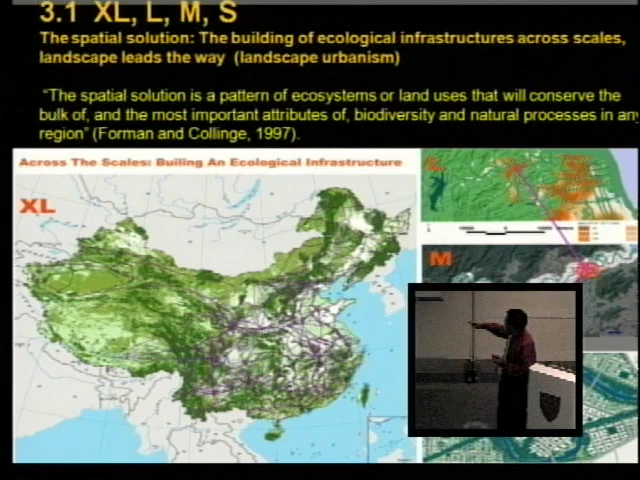 3.1 XL, L, M, S
The spatial solution: The building of ecological infrastructures across scales,
landscape leads the way (landscape urbanism)
"The spatial solution is a pattern of ecosystems or land uses that will conserve the
bulk of, and the most important attributes of, biodiversity and natural processes in any
region" (Forman and Collinge, 1997).
Across The Scales: Builing An Ecological Infrastructure
XL
M